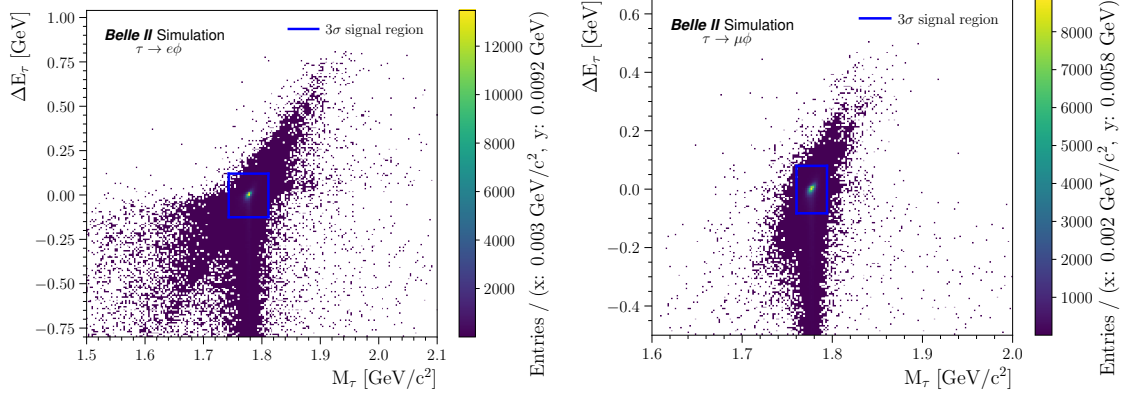 ΔE_τ [GeV]
1.00
0.75
0.50
0.25
0.00
−0.25
−0.50
−0.75
Belle II Simulation
τ → eϕ
3σ signal region
1.5 1.6 1.7 1.8 1.9 2.0 2.1
M_τ [GeV/c²]
12000
10000
8000
6000
4000
2000
Entries / (x: 0.003 GeV/c², y: 0.0092 GeV)
ΔE_τ [GeV]
0.6
0.4
0.2
0.0
−0.2
−0.4
Belle II Simulation
τ → μϕ
3σ signal region
1.6 1.7 1.8 1.9 2.0
M_τ [GeV/c²]
8000
7000
6000
5000
4000
3000
2000
1000
Entries / (x: 0.002 GeV/c², y: 0.0058 GeV)